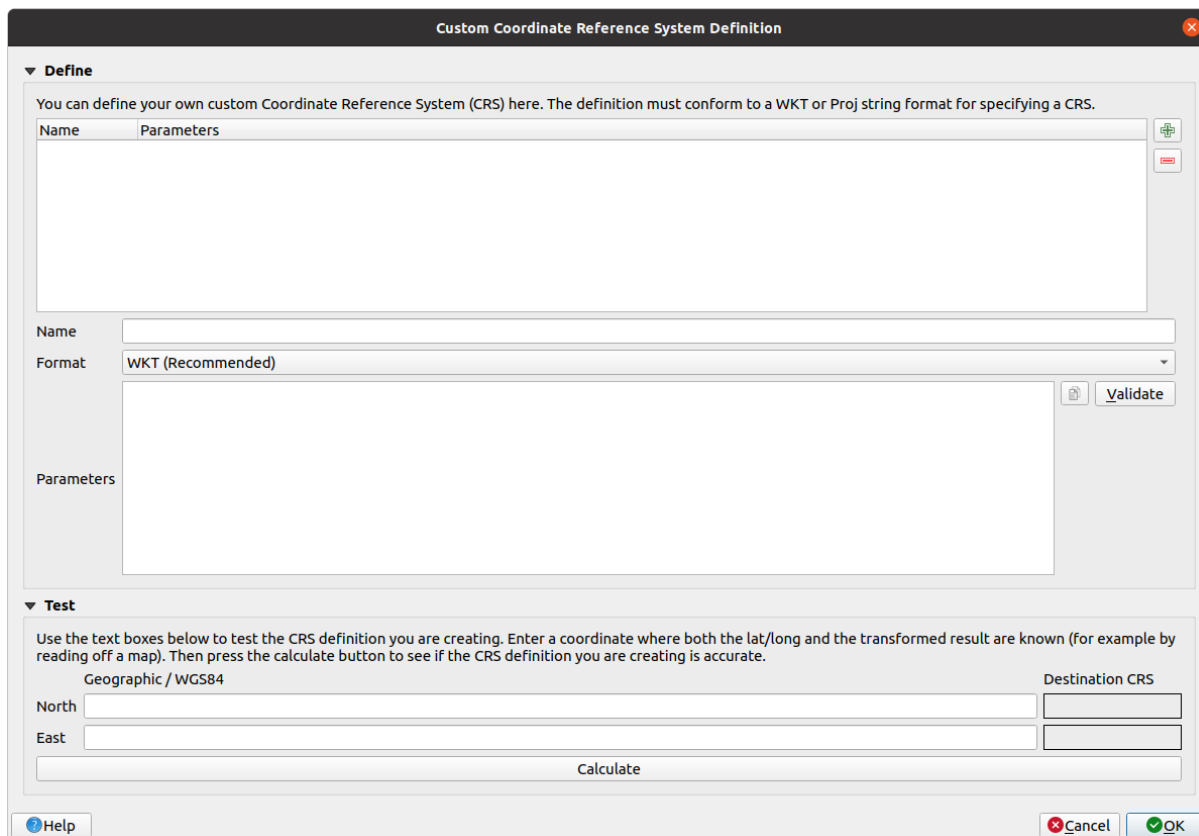 Custom Coordinate Reference System Definition
Define
You can define your own custom Coordinate Reference System (CRS) here. The definition must conform to a WKT or Proj string format for specifying a CRS.
Name Parameters
Name
Format WKT (Recommended)
Validate
Parameters
Test
Use the text boxes below to test the CRS definition you are creating. Enter a coordinate where both the lat/long and the transformed result are known (for example by
reading off a map). Then press the calculate button to see if the CRS definition you are creating is accurate.
Geographic / WGS84 Destination CRS
North
East
Calculate
Help Cancel OK